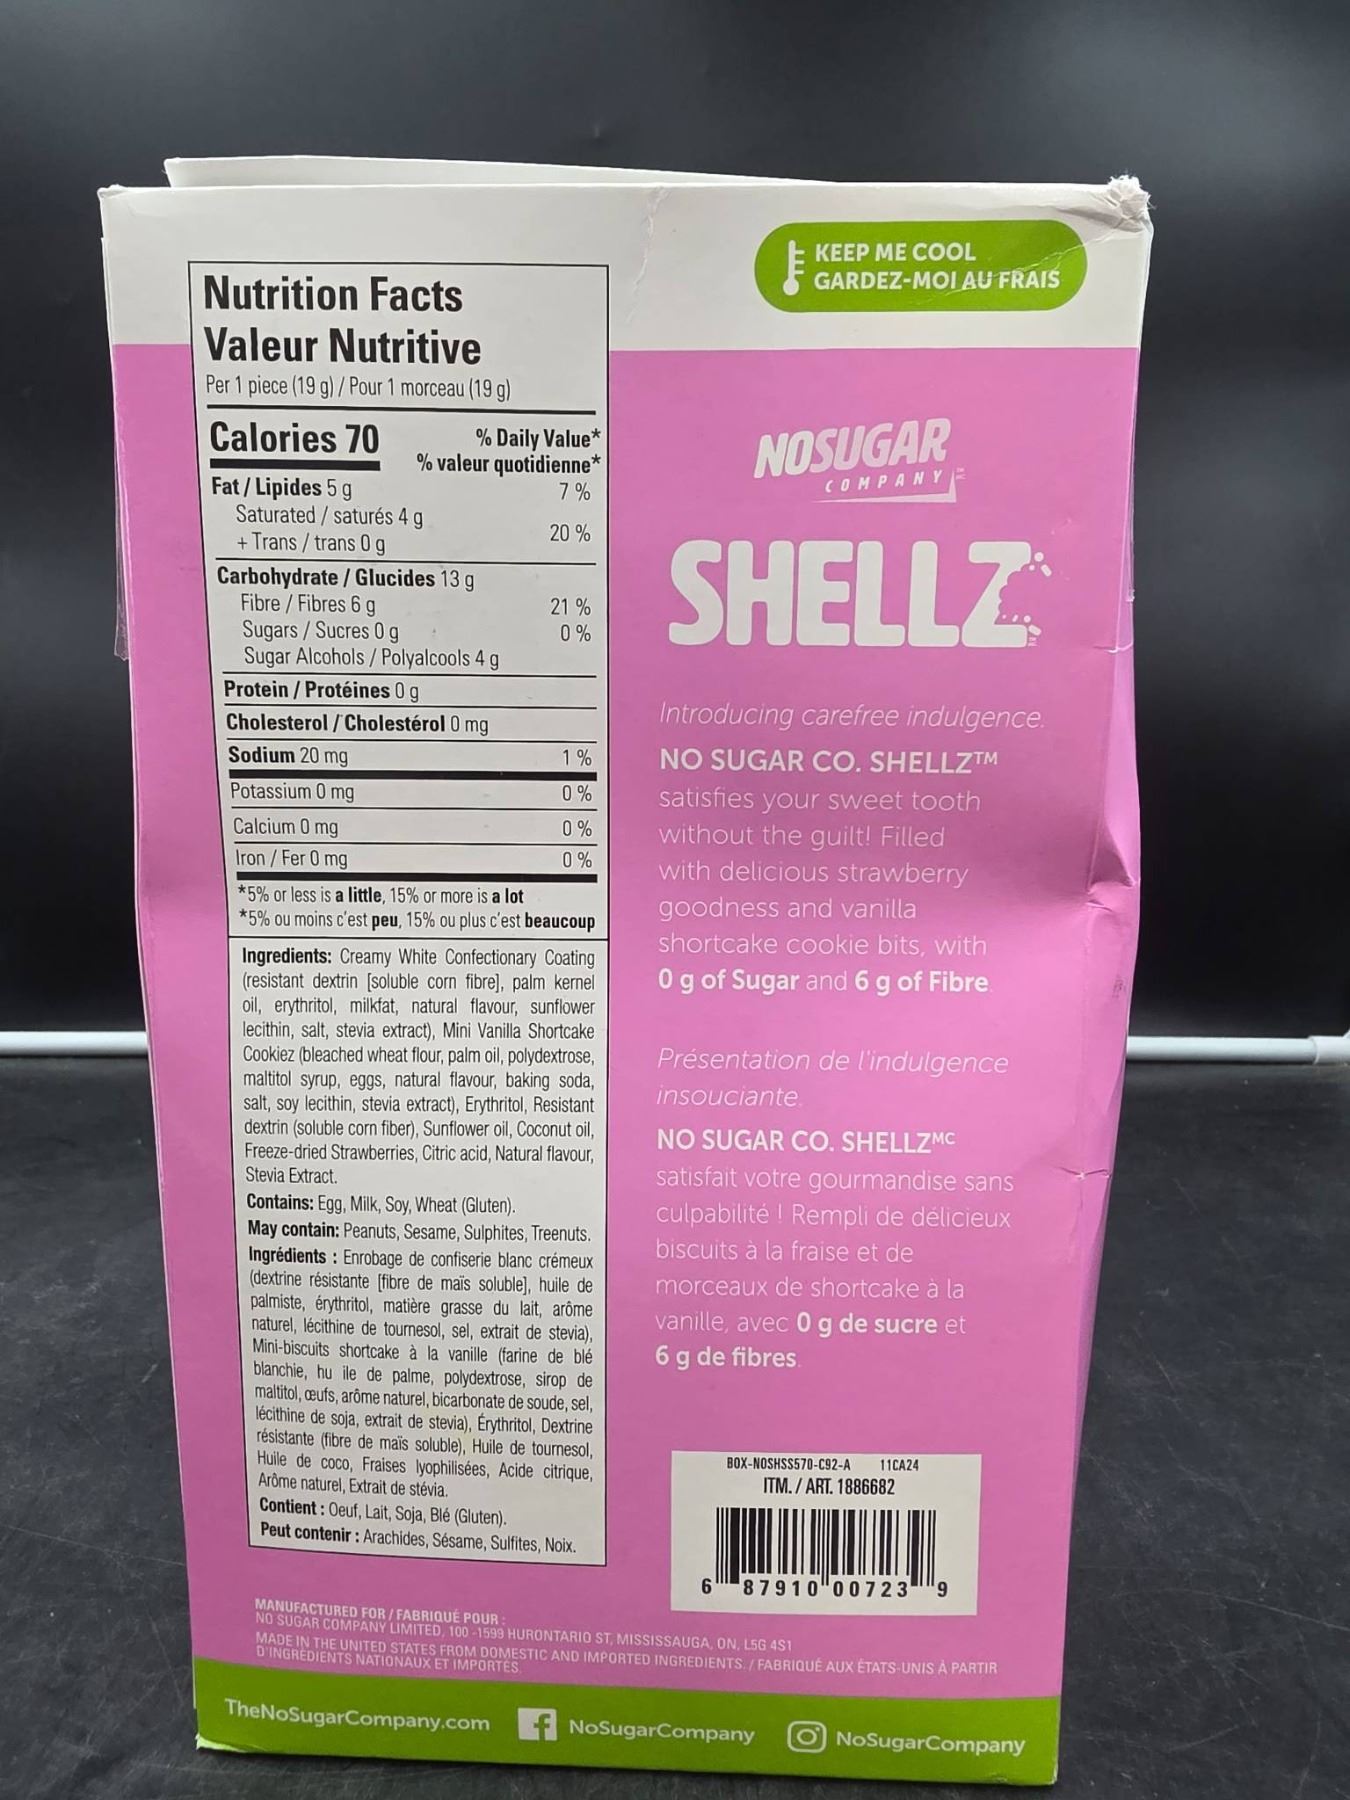 KEEP ME COOL
GARDEZ-MOI AU FRAIS
Nutrition Facts
Valeur Nutritive
Per 1 piece (19 g) / Pour 1 morceau (19 g)
Calories 70
% Daily Value*
% valeur quotidienne*
Fat / Lipides 5 g 7 %
Saturated / saturés 4 g
+ Trans / trans 0 g 20 %
Carbohydrate / Glucides 13 g
Fibre / Fibres 6 g 21 %
Sugars / Sucres 0 g 0 %
Sugar Alcohols / Polyalcools 4 g
Protein / Protéines 0 g
Cholesterol / Cholestérol 0 mg
Sodium 20 mg 1 %
Potassium 0 mg 0 %
Calcium 0 mg 0 %
Iron / Fer 0 mg 0 %
*5% or less is a little, 15% or more is a lot
*5% ou moins c'est peu, 15% ou plus c'est beaucoup
Ingredients: Creamy White Confectionary Coating
(resistant dextrin [soluble corn fibre], palm kernel
oil, erythritol, milkfat, natural flavour, sunflower
lecithin, salt, stevia extract), Mini Vanilla Shortcake
Cookiez (bleached wheat flour, palm oil, polydextrose,
maltitol syrup, eggs, natural flavour, baking soda,
salt, soy lecithin, stevia extract), Erythritol, Resistant
dextrin (soluble corn fiber), Sunflower oil, Coconut oil,
Freeze-dried Strawberries, Citric acid, Natural flavour,
Stevia Extract.
Contains: Egg, Milk, Soy, Wheat (Gluten).
May contain: Peanuts, Sesame, Sulphites, Treenuts.
Ingrédients : Enrobage de confiserie blanc crémeux
(dextrine résistante [fibre de maïs soluble], huile de
palmiste, érythritol, matière grasse du lait, arôme
naturel, lécithine de tournesol, sel, extrait de stevia),
Mini-biscuits shortcake à la vanille (farine de blé
blanchie, hu ile de palme, polydextrose, sirop de
maltitol, œufs, arôme naturel, bicarbonate de soude, sel,
lécithine de soja, extrait de stevia), Érythritol, Dextrine
résistante (fibre de maïs soluble), Huile de tournesol,
Huile de coco, Fraises lyophilisées, Acide citrique,
Arôme naturel, Extrait de stévia.
Contient : Oeuf, Lait, Soja, Blé (Gluten).
Peut contenir : Arachides, Sésame, Sulfites, Noix.
NOSUGAR
COMPANY
SHELLZ
Introducing carefree indulgence.
NO SUGAR CO. SHELLZ™
satisfies your sweet tooth
without the guilt! Filled
with delicious strawberry
goodness and vanilla
shortcake cookie bits, with
0 g of Sugar and 6 g of Fibre.
Présentation de l'indulgence
insouciante.
NO SUGAR CO. SHELLZMC
satisfait votre gourmandise sans
culpabilité ! Rempli de délicieux
biscuits à la fraise et de
morceaux de shortcake à la
vanille, avec 0 g de sucre et
6 g de fibres.
BOX-NOSHSS570-C92-A 11CA24
ITM. / ART. 1886682
6 87910 00723 9
MANUFACTURED FOR / FABRIQUÉ POUR :
NO SUGAR COMPANY LIMITED, 100 -1599 HURONTARIO ST, MISSISSAUGA, ON, L5G 4S1
MADE IN THE UNITED STATES FROM DOMESTIC AND IMPORTED INGREDIENTS. / FABRIQUÉ AUX ÉTATS-UNIS À PARTIR
D'INGRÉDIENTS NATIONAUX ET IMPORTÉS.
TheNoSugarCompany.com
NoSugarCompany
NoSugarCompany